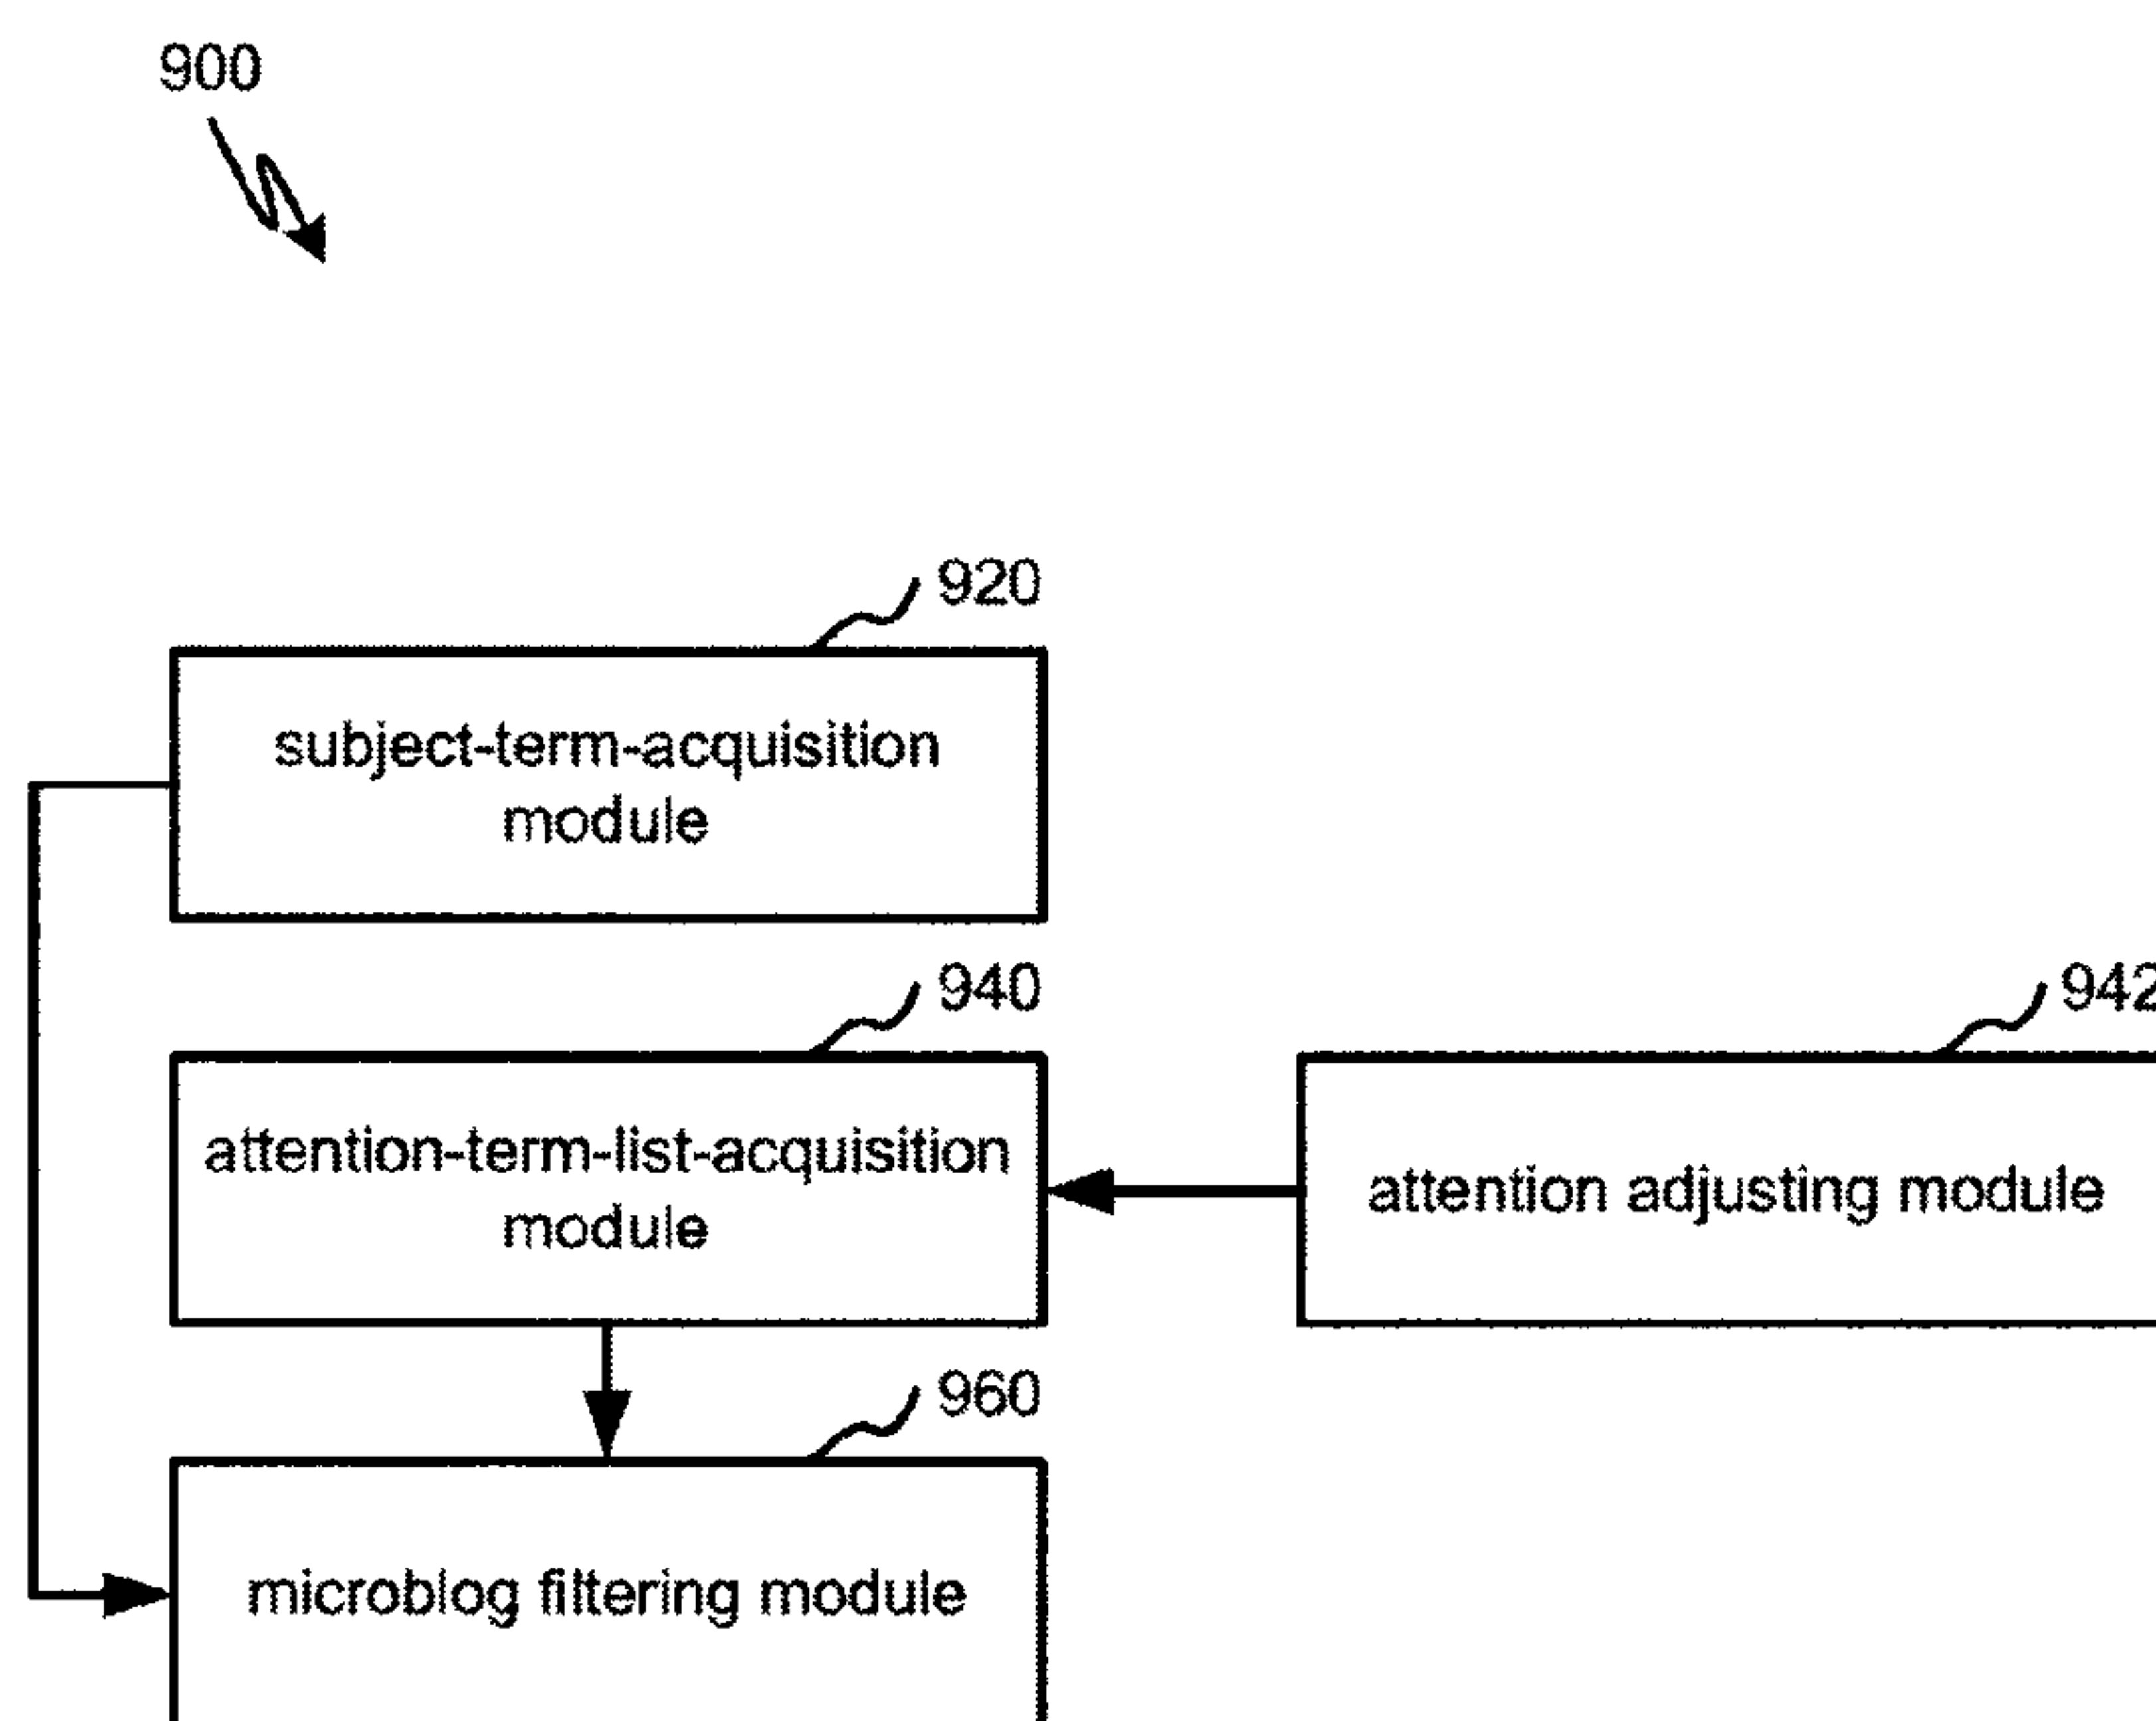 900
920
subject-term-acquisition
module
940
942
attention-term-list-acquisition
module
attention adjusting module
960
microblog filtering module